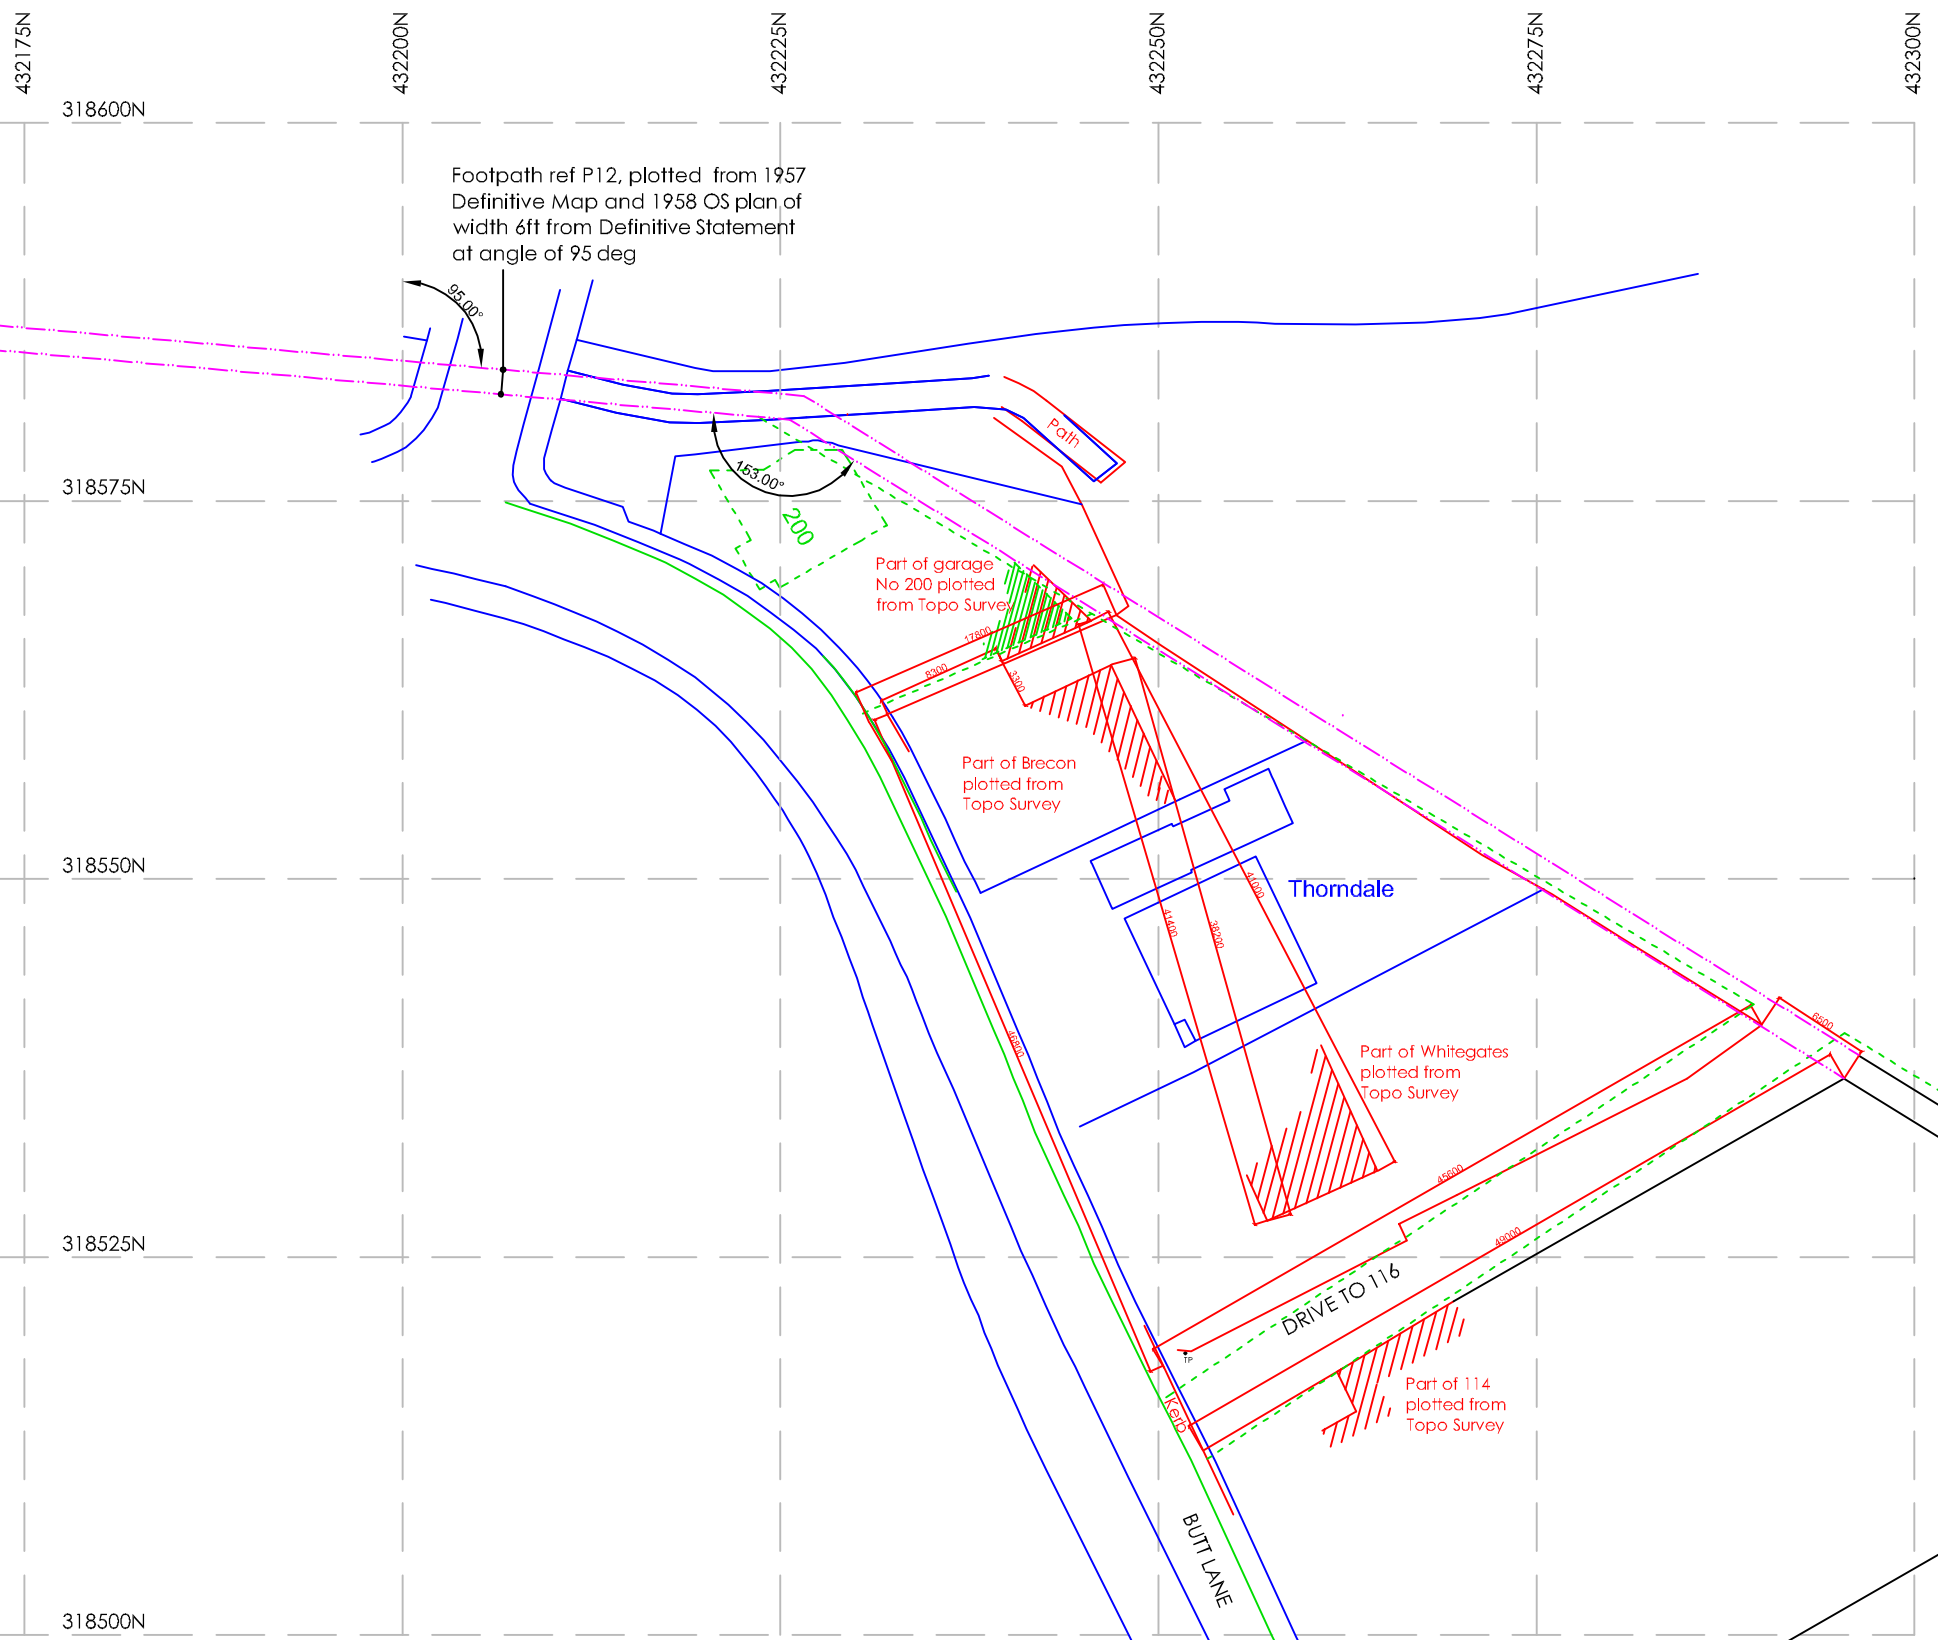 432175N
432200N
432225N
432250N
432275N
432300N
318600N
Footpath ref P12, plotted from 1957
Definitive Map and 1958 OS plan of
width 6ft from Definitive Statement
at angle of 95 deg
95.00°
Path
153.00°
318575N
200
Part of garage
No 200 plotted
from Topo Survey
17800
8300
3300
Part of Brecon
plotted from
Topo Survey
318550N
Thorndale
41000
41400
38200
46800
6500
Part of Whitegates
plotted from
Topo Survey
45600
49000
318525N
DRIVE TO 116
TP
Kerb
Part of 114
plotted from
Topo Survey
BUTT LANE
318500N